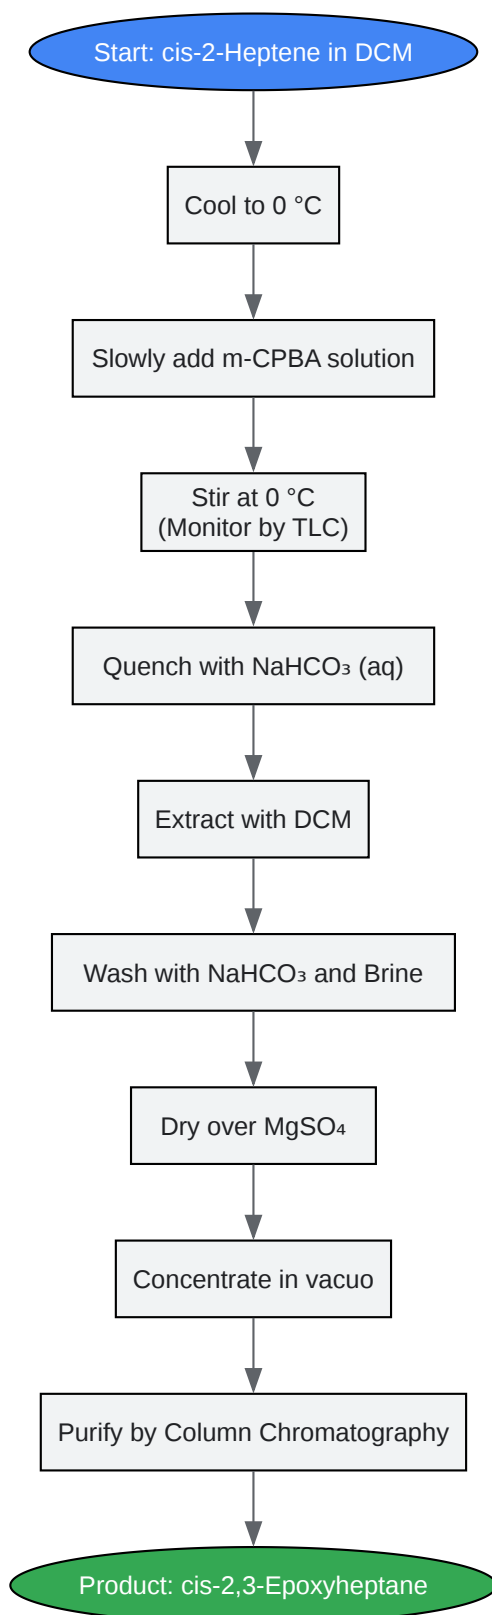 Start: cis-2-Heptene in DCM
Cool to 0 °C
Slowly add m-CPBA solution
Stir at 0 °C
(Monitor by TLC)
Quench with NaHCO₃ (aq)
Extract with DCM
Wash with NaHCO₃ and Brine
Dry over MgSO₄
Concentrate in vacuo
Purify by Column Chromatography
Product: cis-2,3-Epoxyheptane